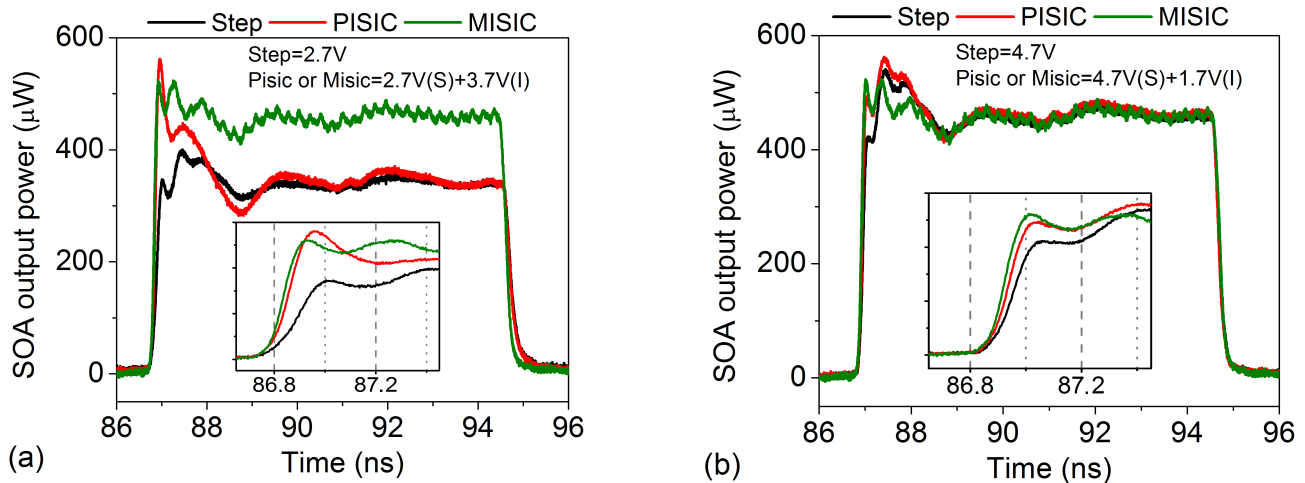 Step PISIC MISIC
Step=2.7V
Pisic or Misic=2.7V(S)+3.7V(I)
SOA output power (µW)
600
400
200
0
86.8 87.2
86 88 90 92 94 96
Time (ns)
(a)
(b)
Step PISIC MISIC
Step=4.7V
Pisic or Misic=4.7V(S)+1.7V(I)
SOA output power (µW)
600
400
200
0
86.8 87.2
86 88 90 92 94 96
Time (ns)